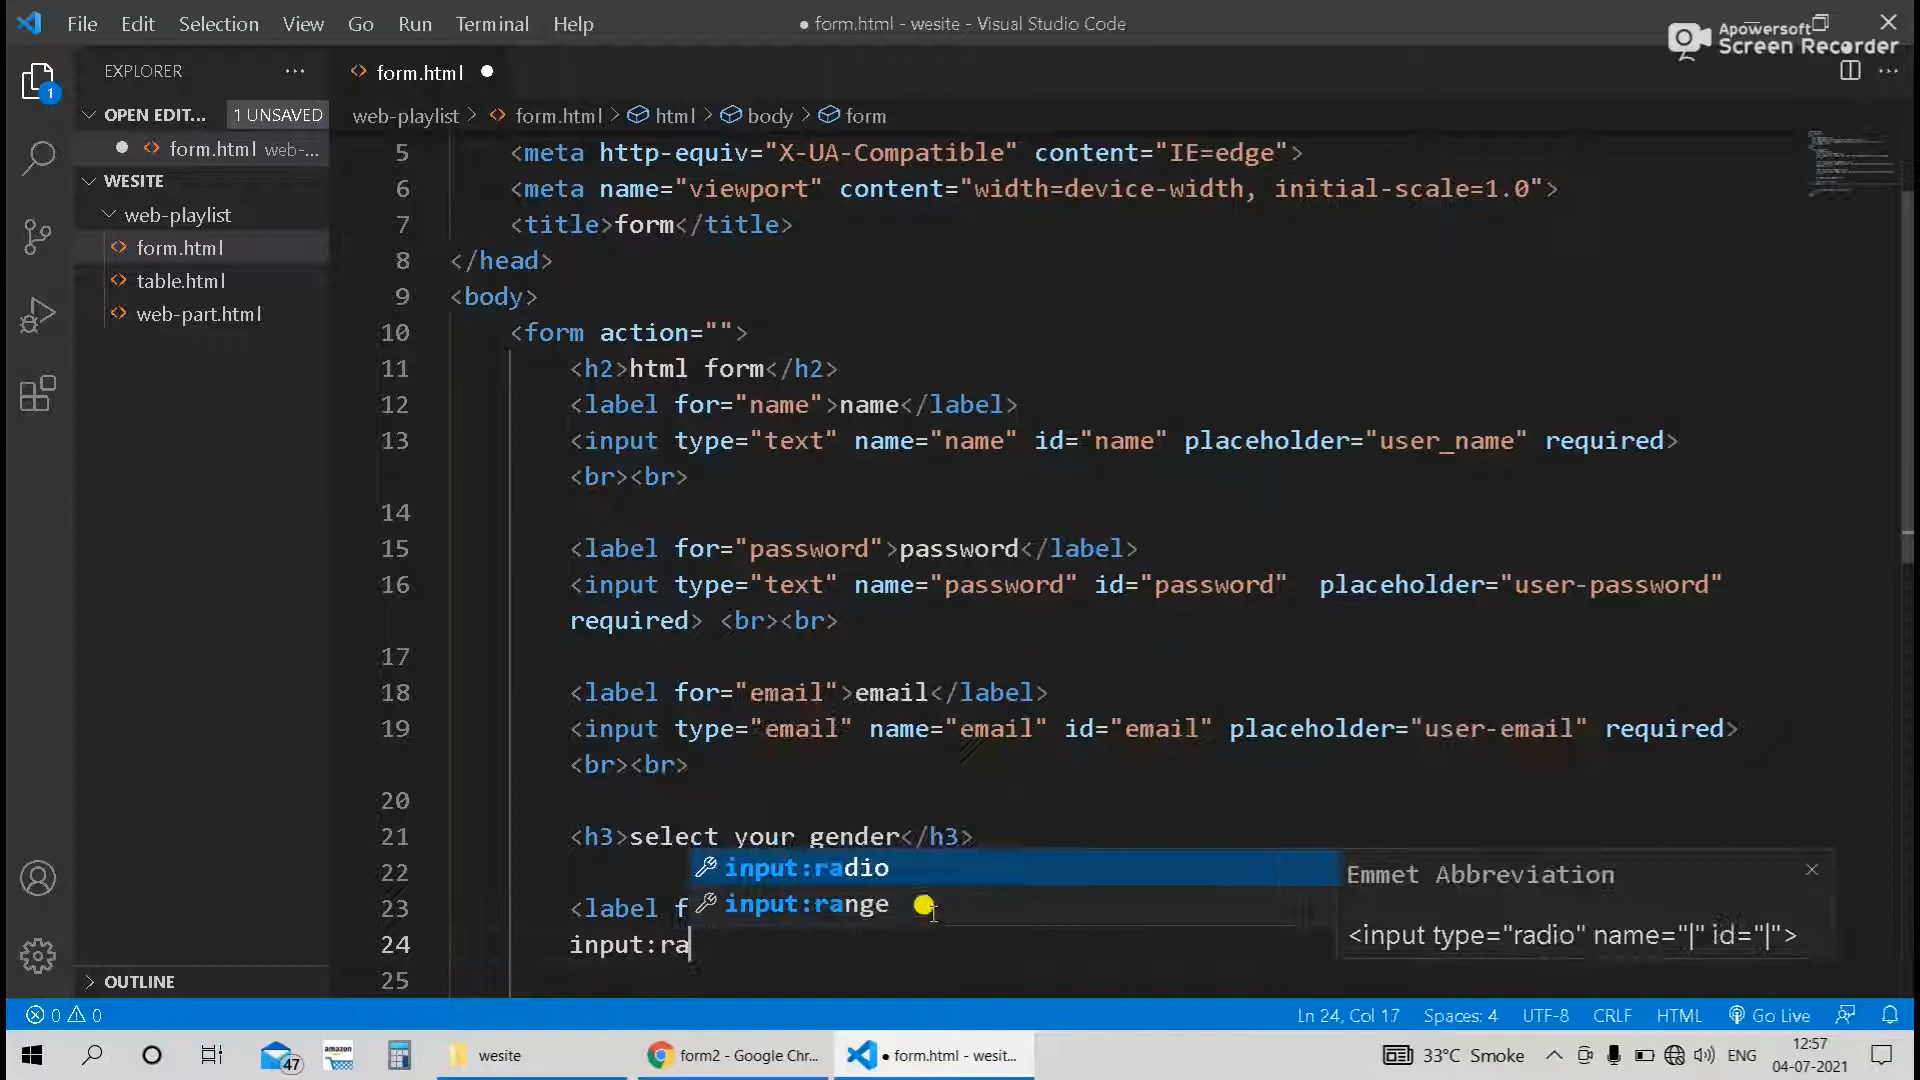 File Edit Selection View Go Run Terminal Help
● form.html - wesite - Visual Studio Code
Apowersoft
Screen Recorder
EXPLORER
form.html
1
OPEN EDIT... 1 UNSAVED
form.html web-...
WESITE
web-playlist
form.html
table.html
web-part.html
OUTLINE
web-playlist > form.html > html > body > form
5 <meta http-equiv="X-UA-Compatible" content="IE=edge">
6 <meta name="viewport" content="width=device-width, initial-scale=1.0">
7 <title>form</title>
8 </head>
9 <body>
10 <form action="">
11 <h2>html form</h2>
12 <label for="name">name</label>
13 <input type="text" name="name" id="name" placeholder="user_name" required>
<br><br>
14
15 <label for="password">password</label>
16 <input type="text" name="password" id="password"  placeholder="user-password"
required> <br><br>
17
18 <label for="email">email</label>
19 <input type="email" name="email" id="email" placeholder="user-email" required>
<br><br>
20
21 <h3>select your gender</h3>
22
23 <label f
24 input:ra
25
input:radio
input:range
Emmet Abbreviation
<input type="radio" name="|" id="|">
0 0
Ln 24, Col 17 Spaces: 4 UTF-8 CRLF HTML Go Live
47
amazon
wesite
form2 - Google Chr...
● form.html - wesit...
33°C Smoke
ENG
12:57
04-07-2021